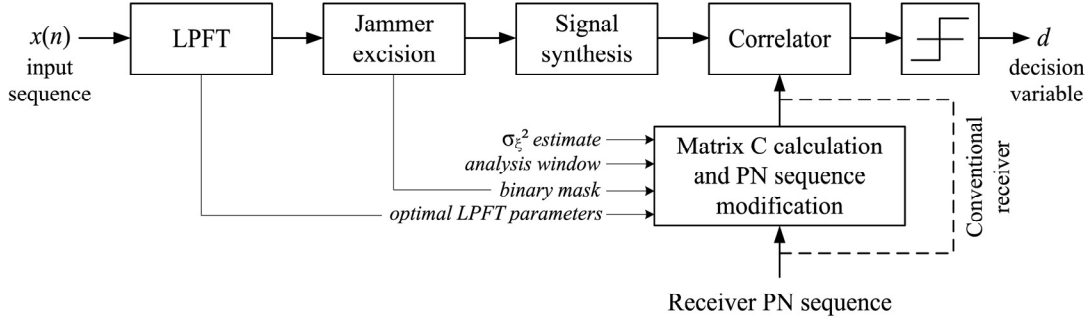 x(n)
input
sequence
LPFT
Jammer
excision
Signal
synthesis
Correlator
d
decision
variable
σξ² estimate
analysis window
binary mask
optimal LPFT parameters
Matrix C calculation
and PN sequence
modification
Conventional
receiver
Receiver PN sequence